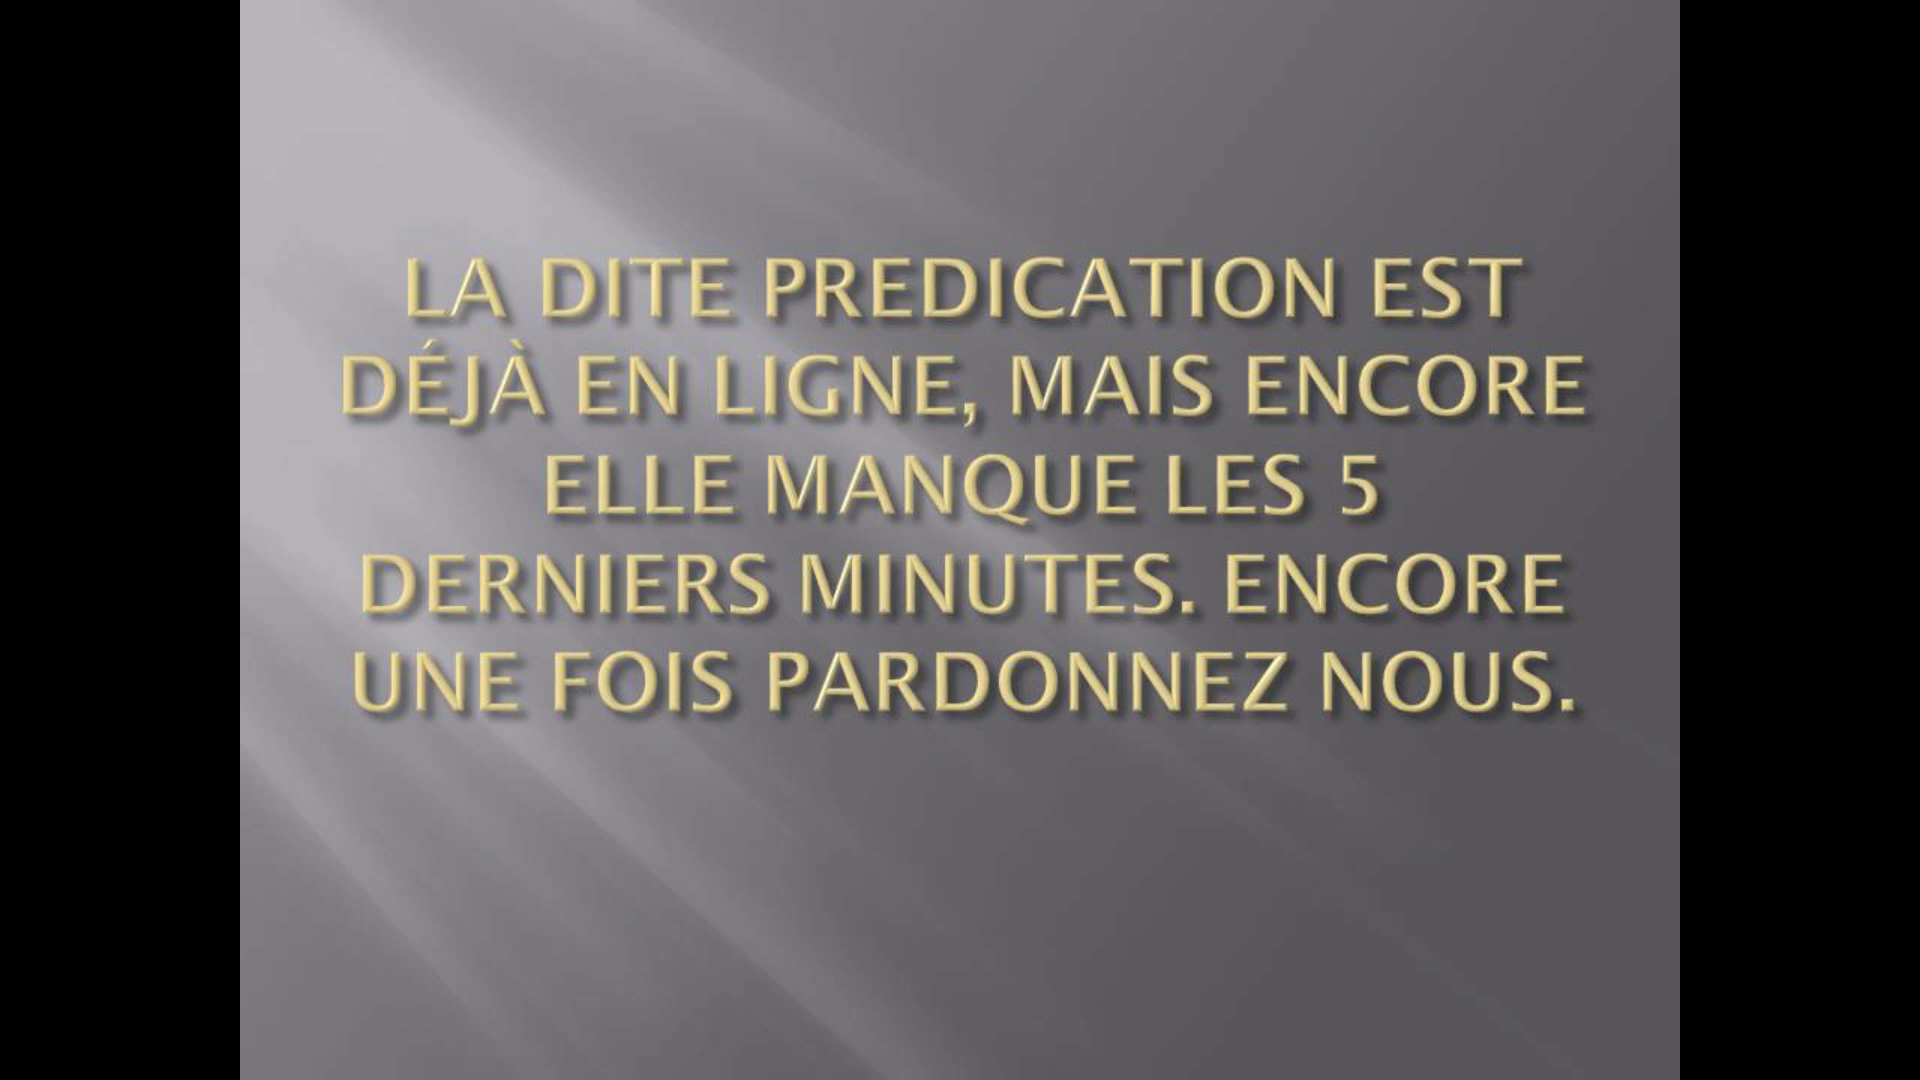 LA DITE PREDICATION EST
DÉJÀ EN LIGNE, MAIS ENCORE
ELLE MANQUE LES 5
DERNIERS MINUTES. ENCORE
UNE FOIS PARDONNEZ NOUS.